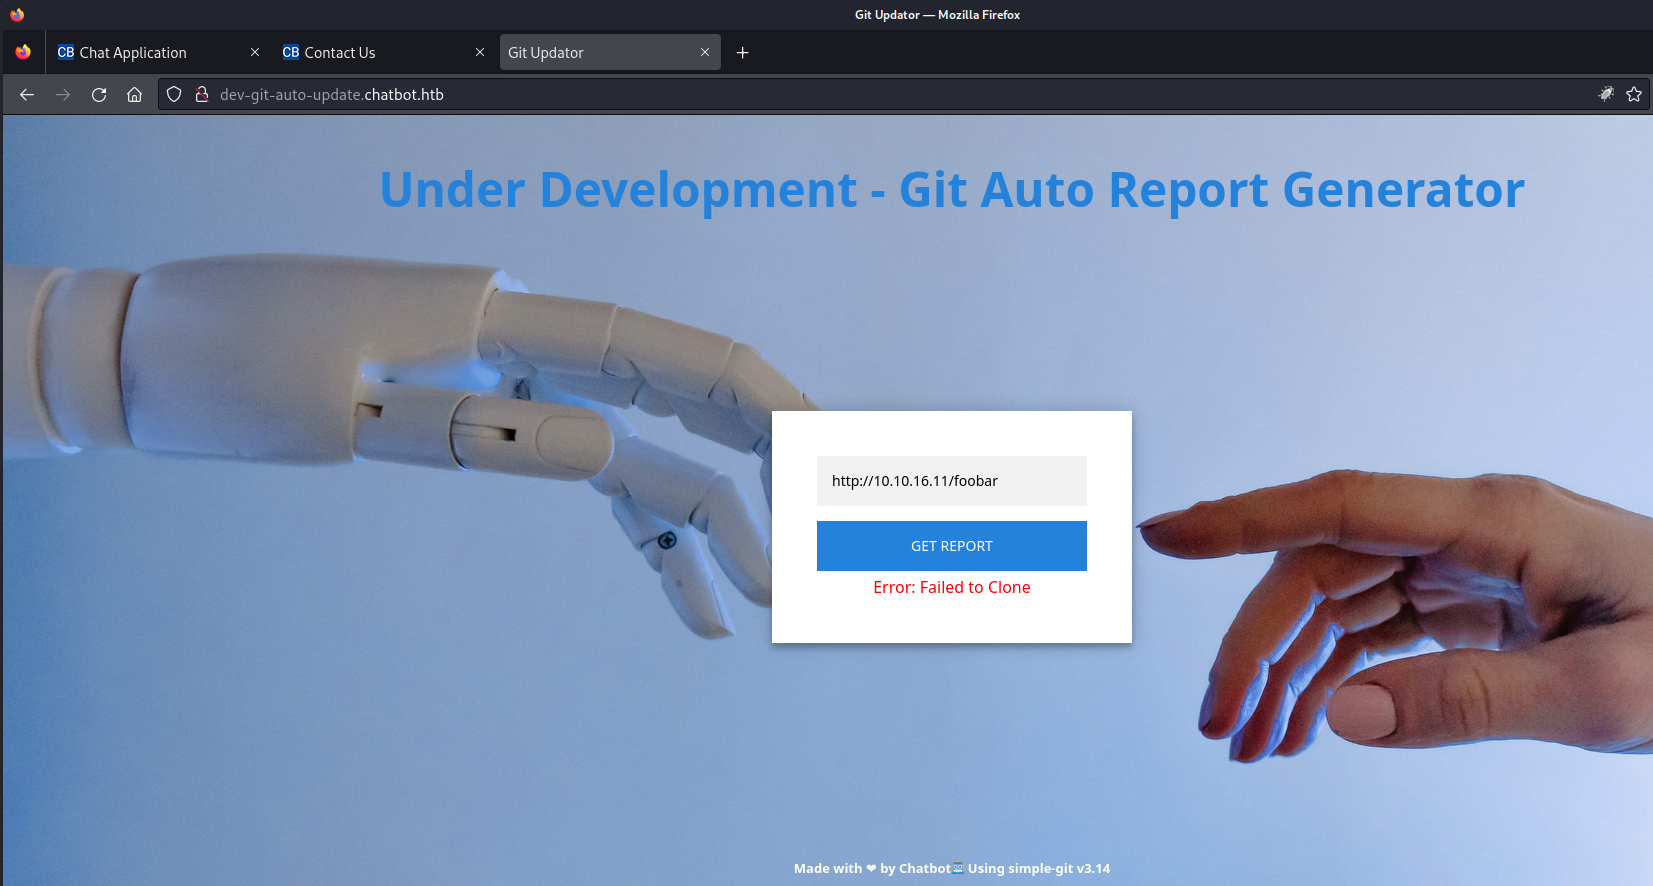 Git Updator — Mozilla Firefox
CB Chat Application
CB Contact Us
Git Updator
dev-git-auto-update.chatbot.htb
Under Development - Git Auto Report Generator
http://10.10.16.11/foobar
GET REPORT
Error: Failed to Clone
Made with ❤ by Chatbot Using simple-git v3.14